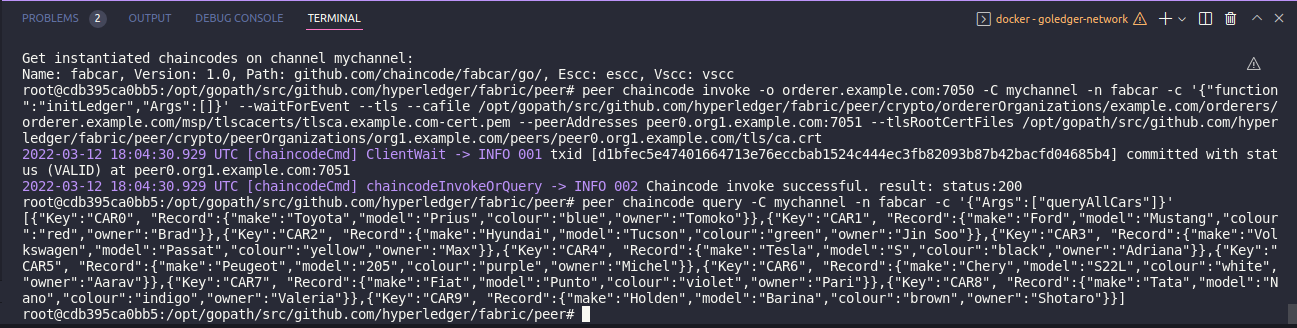 PROBLEMS 2 OUTPUT DEBUG CONSOLE TERMINAL docker - goledger-network
Get instantiated chaincodes on channel mychannel:
Name: fabcar, Version: 1.0, Path: github.com/chaincode/fabcar/go/, Escc: escc, Vscc: vscc
root@cdb395ca0bb5:/opt/gopath/src/github.com/hyperledger/fabric/peer# peer chaincode invoke -o orderer.example.com:7050 -C mychannel -n fabcar -c '{"function
":"initLedger","Args":[]}' --waitForEvent --tls --cafile /opt/gopath/src/github.com/hyperledger/fabric/peer/crypto/ordererOrganizations/example.com/orderers/
orderer.example.com/msp/tlscacerts/tlsca.example.com-cert.pem --peerAddresses peer0.org1.example.com:7051 --tlsRootCertFiles /opt/gopath/src/github.com/hyper
ledger/fabric/peer/crypto/peerOrganizations/org1.example.com/peers/peer0.org1.example.com/tls/ca.crt
2022-03-12 18:04:30.929 UTC [chaincodeCmd] ClientWait -> INFO 001 txid [d1bfec5e47401664713e76eccbab1524c444ec3fb82093b87b42bacfd04685b4] committed with stat
us (VALID) at peer0.org1.example.com:7051
2022-03-12 18:04:30.929 UTC [chaincodeCmd] chaincodeInvokeOrQuery -> INFO 002 Chaincode invoke successful. result: status:200
root@cdb395ca0bb5:/opt/gopath/src/github.com/hyperledger/fabric/peer# peer chaincode query -C mychannel -n fabcar -c '{"Args":["queryAllCars"]}'
[{"Key":"CAR0", "Record":{"make":"Toyota","model":"Prius","colour":"blue","owner":"Tomoko"}},{"Key":"CAR1", "Record":{"make":"Ford","model":"Mustang","colour
":"red","owner":"Brad"}},{"Key":"CAR2", "Record":{"make":"Hyundai","model":"Tucson","colour":"green","owner":"Jin Soo"}},{"Key":"CAR3", "Record":{"make":"Vol
kswagen","model":"Passat","colour":"yellow","owner":"Max"}},{"Key":"CAR4", "Record":{"make":"Tesla","model":"S","colour":"black","owner":"Adriana"}},{"Key":"
CAR5", "Record":{"make":"Peugeot","model":"205","colour":"purple","owner":"Michel"}},{"Key":"CAR6", "Record":{"make":"Chery","model":"S22L","colour":"white",
"owner":"Aarav"}},{"Key":"CAR7", "Record":{"make":"Fiat","model":"Punto","colour":"violet","owner":"Pari"}},{"Key":"CAR8", "Record":{"make":"Tata","model":"N
ano","colour":"indigo","owner":"Valeria"}},{"Key":"CAR9", "Record":{"make":"Holden","model":"Barina","colour":"brown","owner":"Shotaro"}}]
root@cdb395ca0bb5:/opt/gopath/src/github.com/hyperledger/fabric/peer#